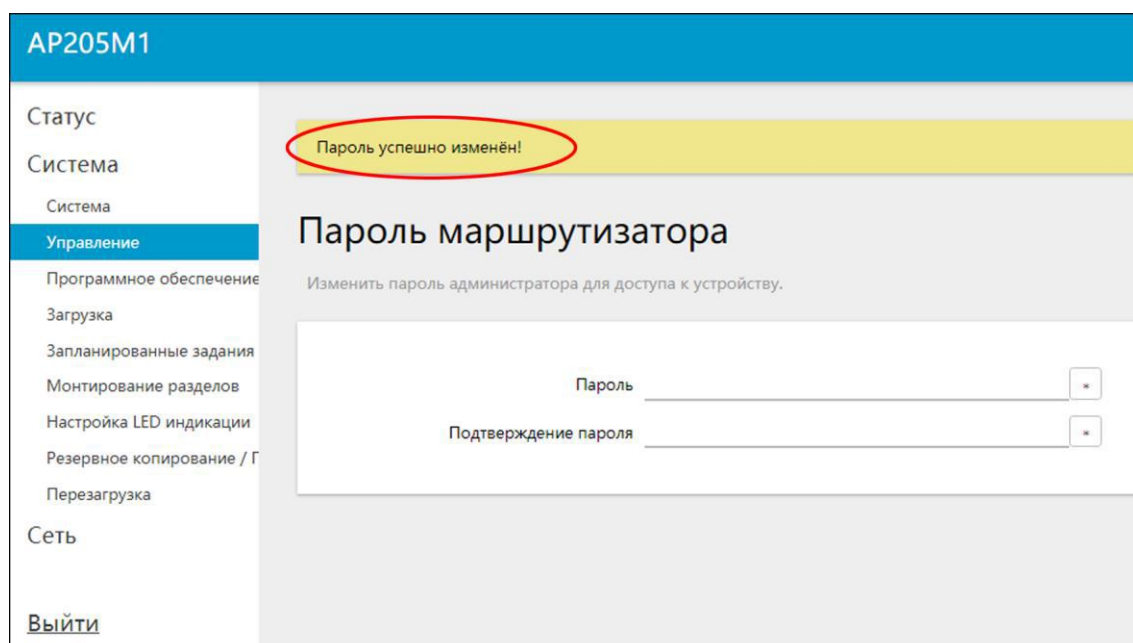 AP205M1
Статус
Система
Система
Управление
Программное обеспечение
Загрузка
Запланированные задания
Монтирование разделов
Настройка LED индикации
Резервное копирование / П
Перезагрузка
Сеть
Выйти
Пароль успешно изменён!
Пароль маршрутизатора
Изменить пароль администратора для доступа к устройству.
Пароль
*
Подтверждение пароля
*